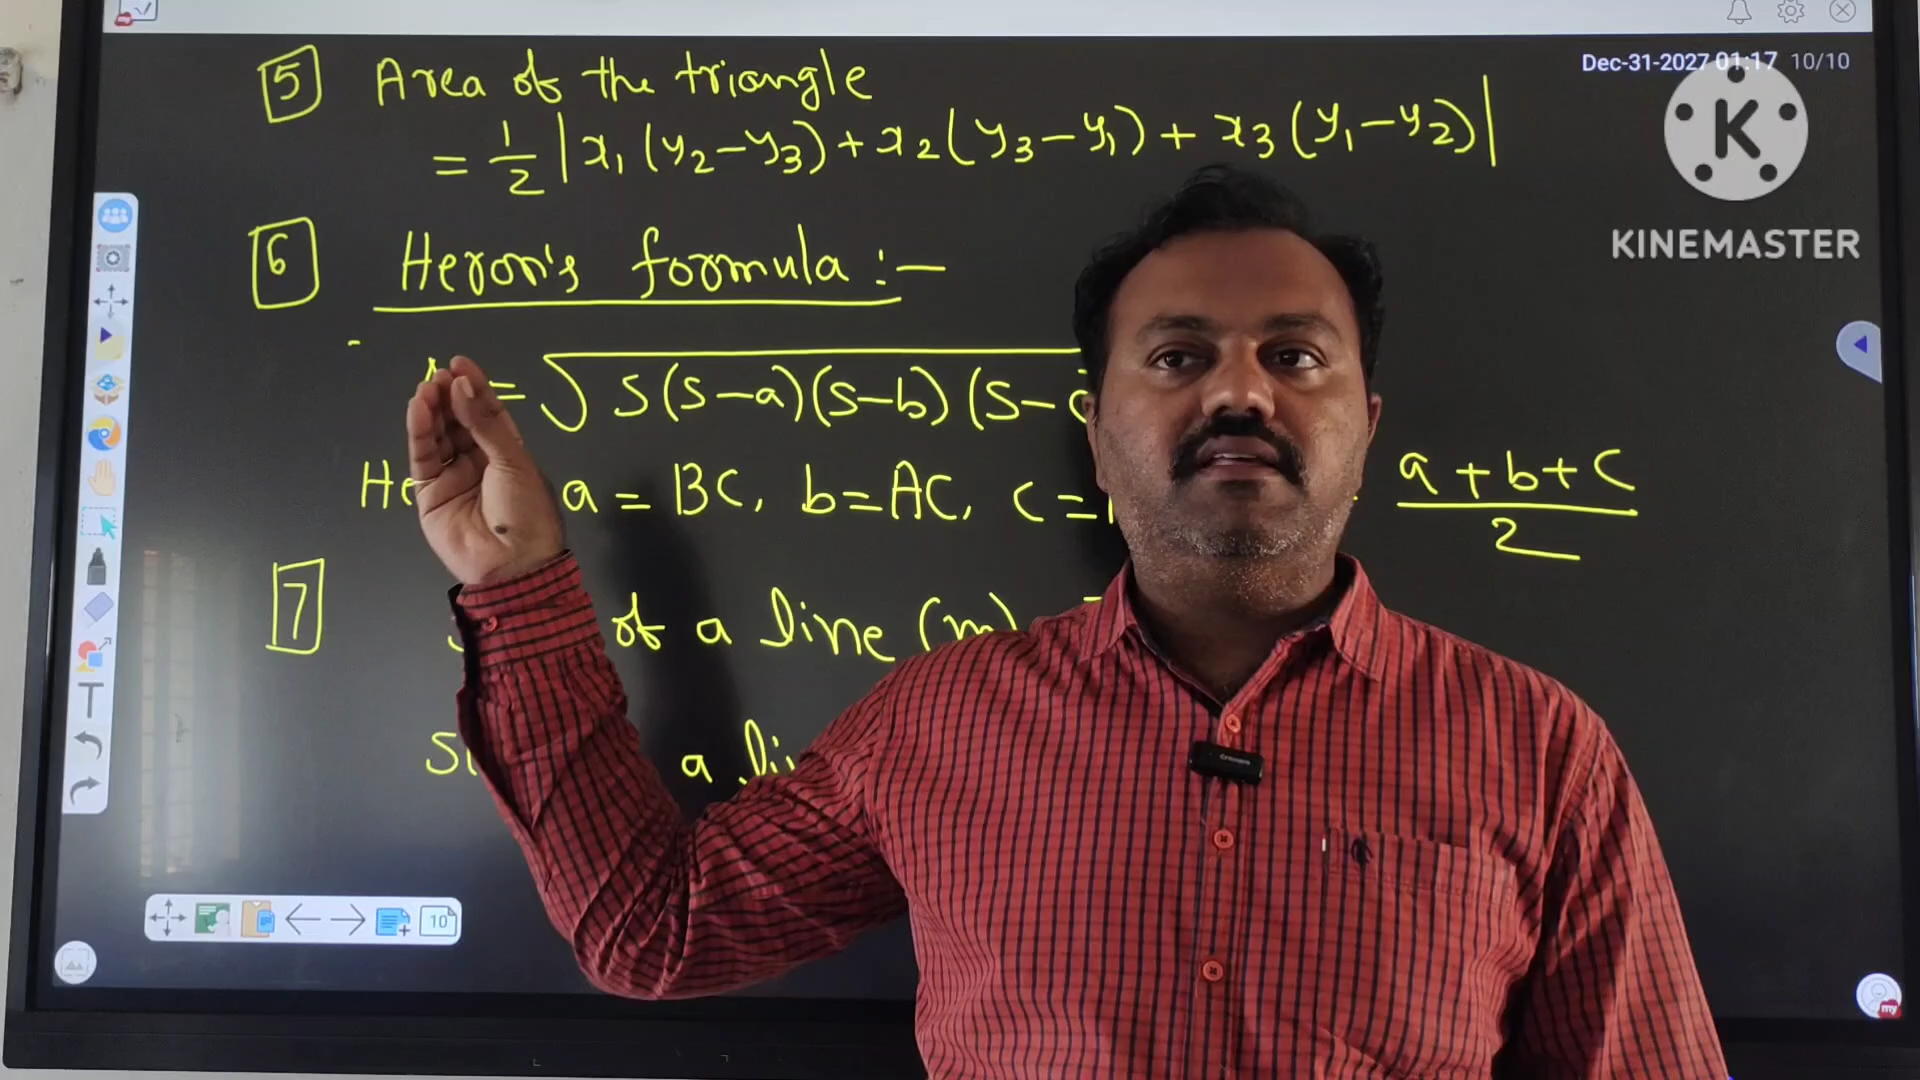 Dec-31-2027 01:17 10/10
5 Area of the triangle
= 1/2 | x₁ (y₂ - y₃) + x₂ (y₃ - y₁) + x₃ (y₁ - y₂) |
K
KINEMASTER
6 Heron's formula :-
= √ S (S - a) (S - b) (S -
a = BC, b = AC, c =
a + b + c
2
7 of a line (m)
a
T
10